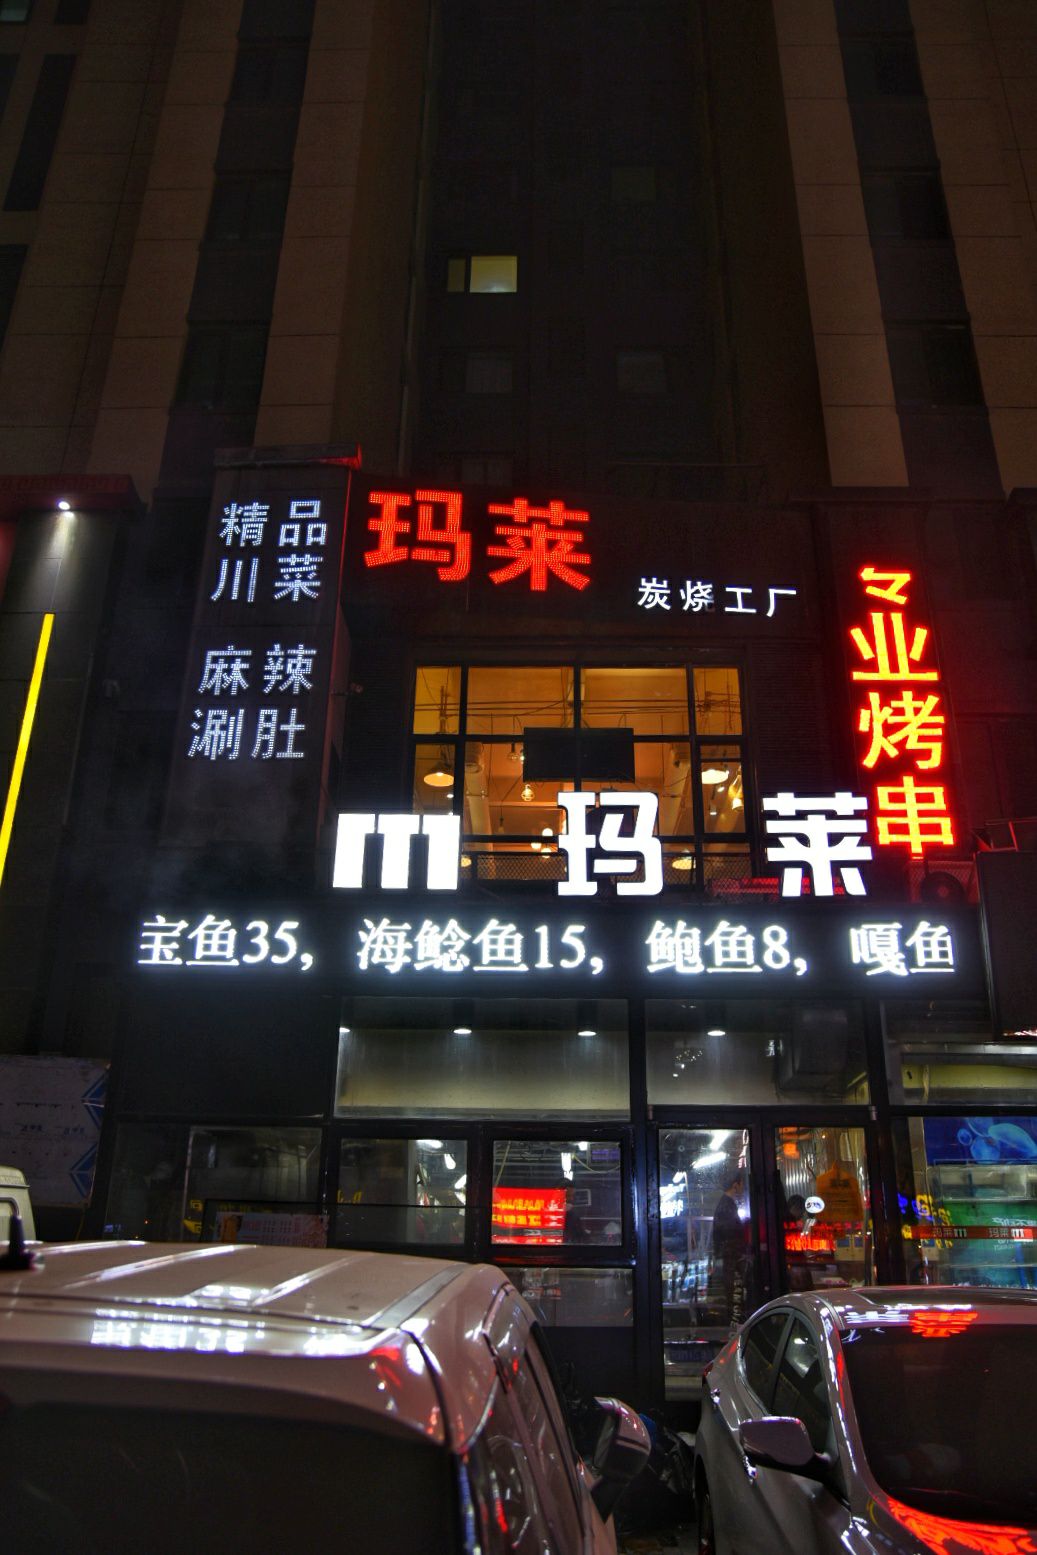 精品
川菜
麻辣
涮肚
玛莱
炭烧工厂
专业烤串
m 玛莱
宝鱼35， 海鲶鱼15， 鲍鱼8， 嘎鱼